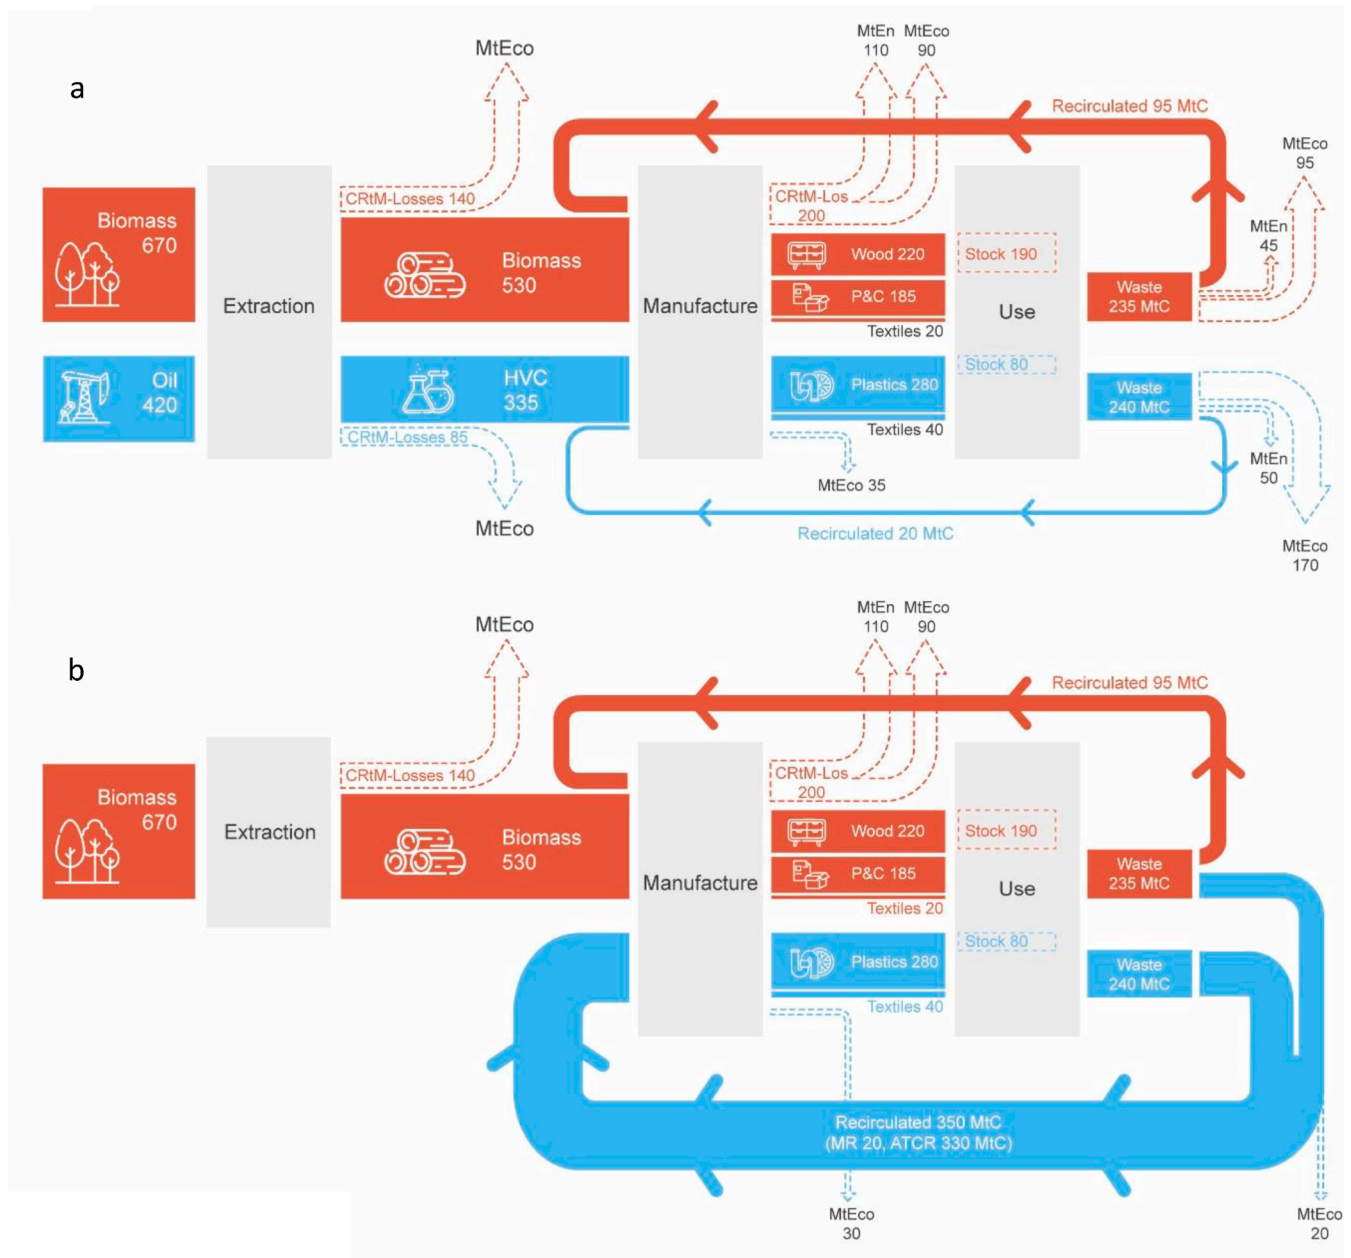 a
MtEco
MtEn
110
MtEco
90
Recirculated 95 MtC
MtEco
95
CRtM-Losses 140
CRtM-Los
200
Biomass
670
Extraction
Biomass
530
Manufacture
Wood 220
P&C 185
Textiles 20
Stock 190
Use
MtEn
45
Waste
235 MtC
Oil
420
HVC
335
CRtM-Losses 85
Plastics 280
Textiles 40
Stock 80
Waste
240 MtC
MtEco
MtEco 35
Recirculated 20 MtC
MtEn
50
MtEco
170
b
MtEco
MtEn
110
MtEco
90
Recirculated 95 MtC
CRtM-Losses 140
CRtM-Los
200
Biomass
670
Extraction
Biomass
530
Manufacture
Wood 220
P&C 185
Textiles 20
Stock 190
Use
Waste
235 MtC
Plastics 280
Textiles 40
Stock 80
Waste
240 MtC
Recirculated 350 MtC
(MR 20, ATCR 330 MtC)
MtEco
30
MtEco
20